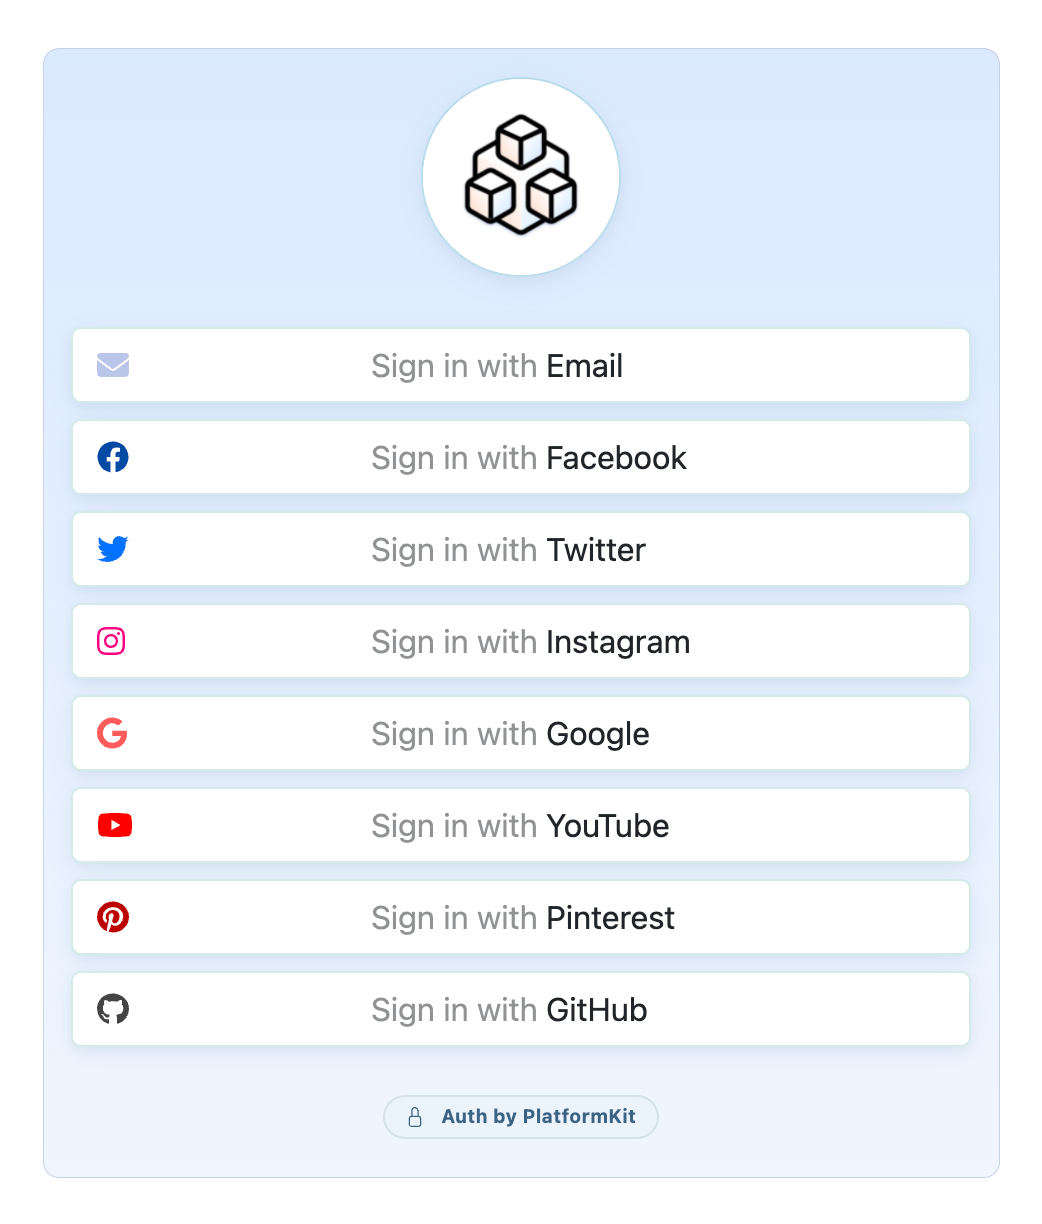 Sign in with Email
Sign in with Facebook
Sign in with Twitter
Sign in with Instagram
Sign in with Google
Sign in with YouTube
Sign in with Pinterest
Sign in with GitHub
Auth by PlatformKit